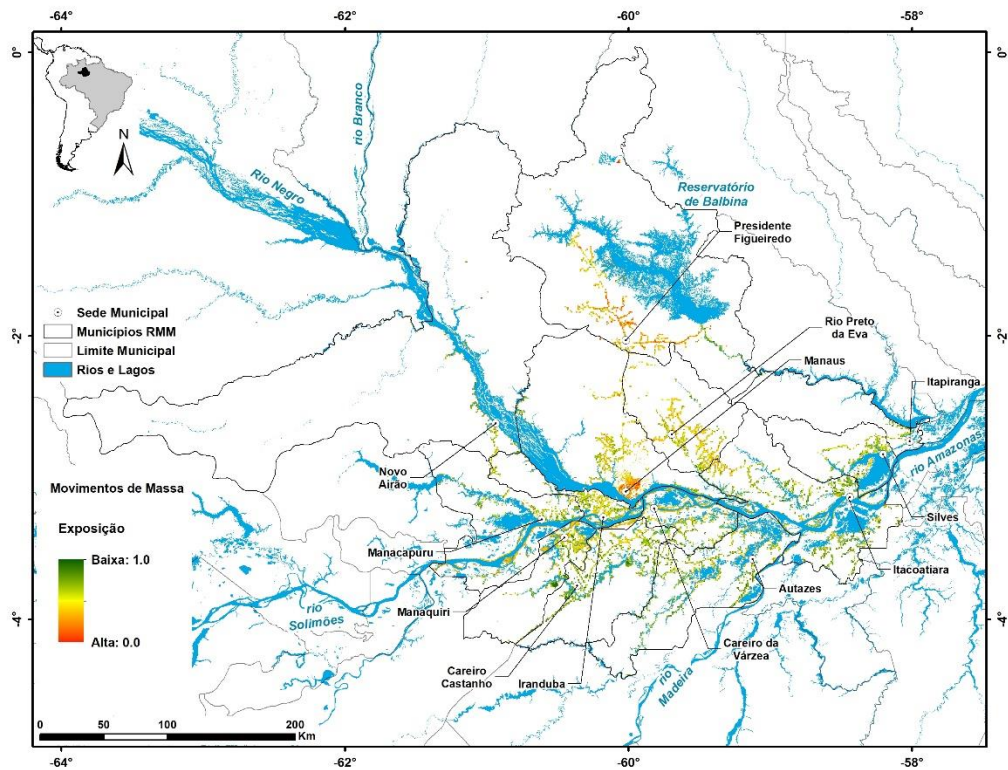 -64°
-62°
-60°
-58°
0°
0°
N
rio Branco
Rio Negro
Reservatório
de Balbina
Presidente
Figueiredo
Sede Municipal
Municípios RMM
Limite Municipal
Rios e Lagos
-2°
-2°
Rio Preto
da Eva
Manaus
Itapiranga
rio Amazonas
Novo
Airão
Movimentos de Massa
Exposição
Baixa: 1.0
Alta: 0.0
Silves
Manacapuru
Itacoatiara
Manaquiri
Autazes
rio
Solimões
-4°
-4°
Careiro da
Várzea
Careiro
Castanho
Iranduba
rio
Madeira
0
50
100
200
Km
-64°
-62°
-60°
-58°